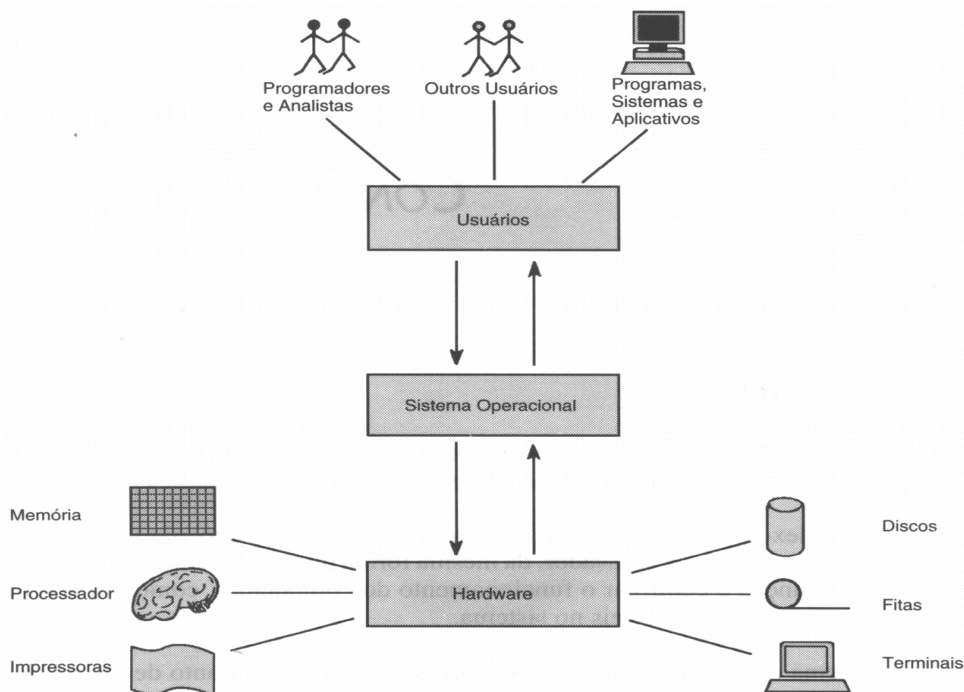 Programadores
e Analistas
Outros Usuários
Programas,
Sistemas e
Aplicativos
Usuários
Sistema Operacional
Memória
Discos
Processador
Hardware
Fitas
Impressoras
Terminais